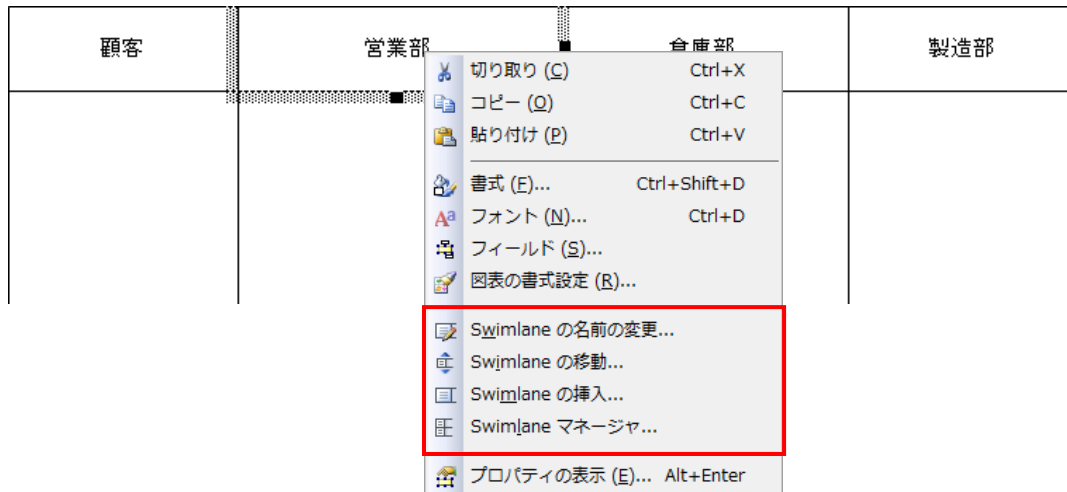 顧客 営業部 倉庫部 製造部
切り取り (C) Ctrl+X
コピー (O) Ctrl+C
貼り付け (P) Ctrl+V
書式 (F)... Ctrl+Shift+D
フォント (N)... Ctrl+D
フィールド (S)...
図表の書式設定 (R)...
Swimlane の名前の変更...
Swimlane の移動...
Swimlane の挿入...
Swimlane マネージャ...
プロパティの表示 (E)... Alt+Enter